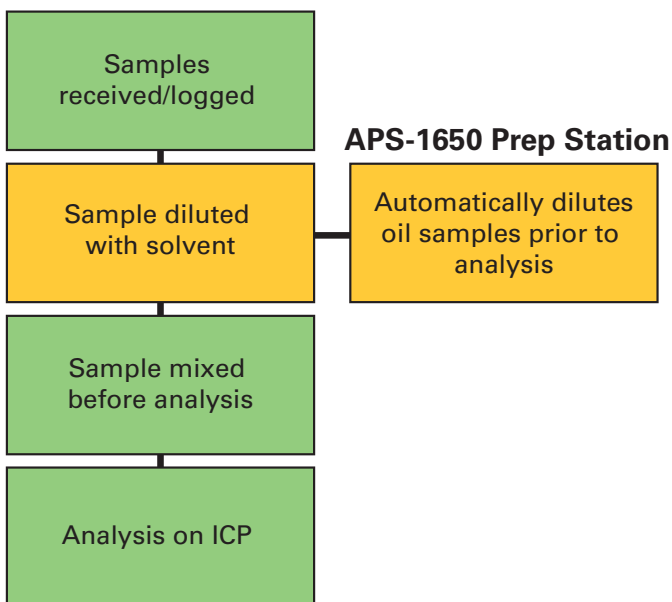 Samples
received/logged
APS-1650 Prep Station
Sample diluted
with solvent
Automatically dilutes
oil samples prior to
analysis
Sample mixed
before analysis
Analysis on ICP